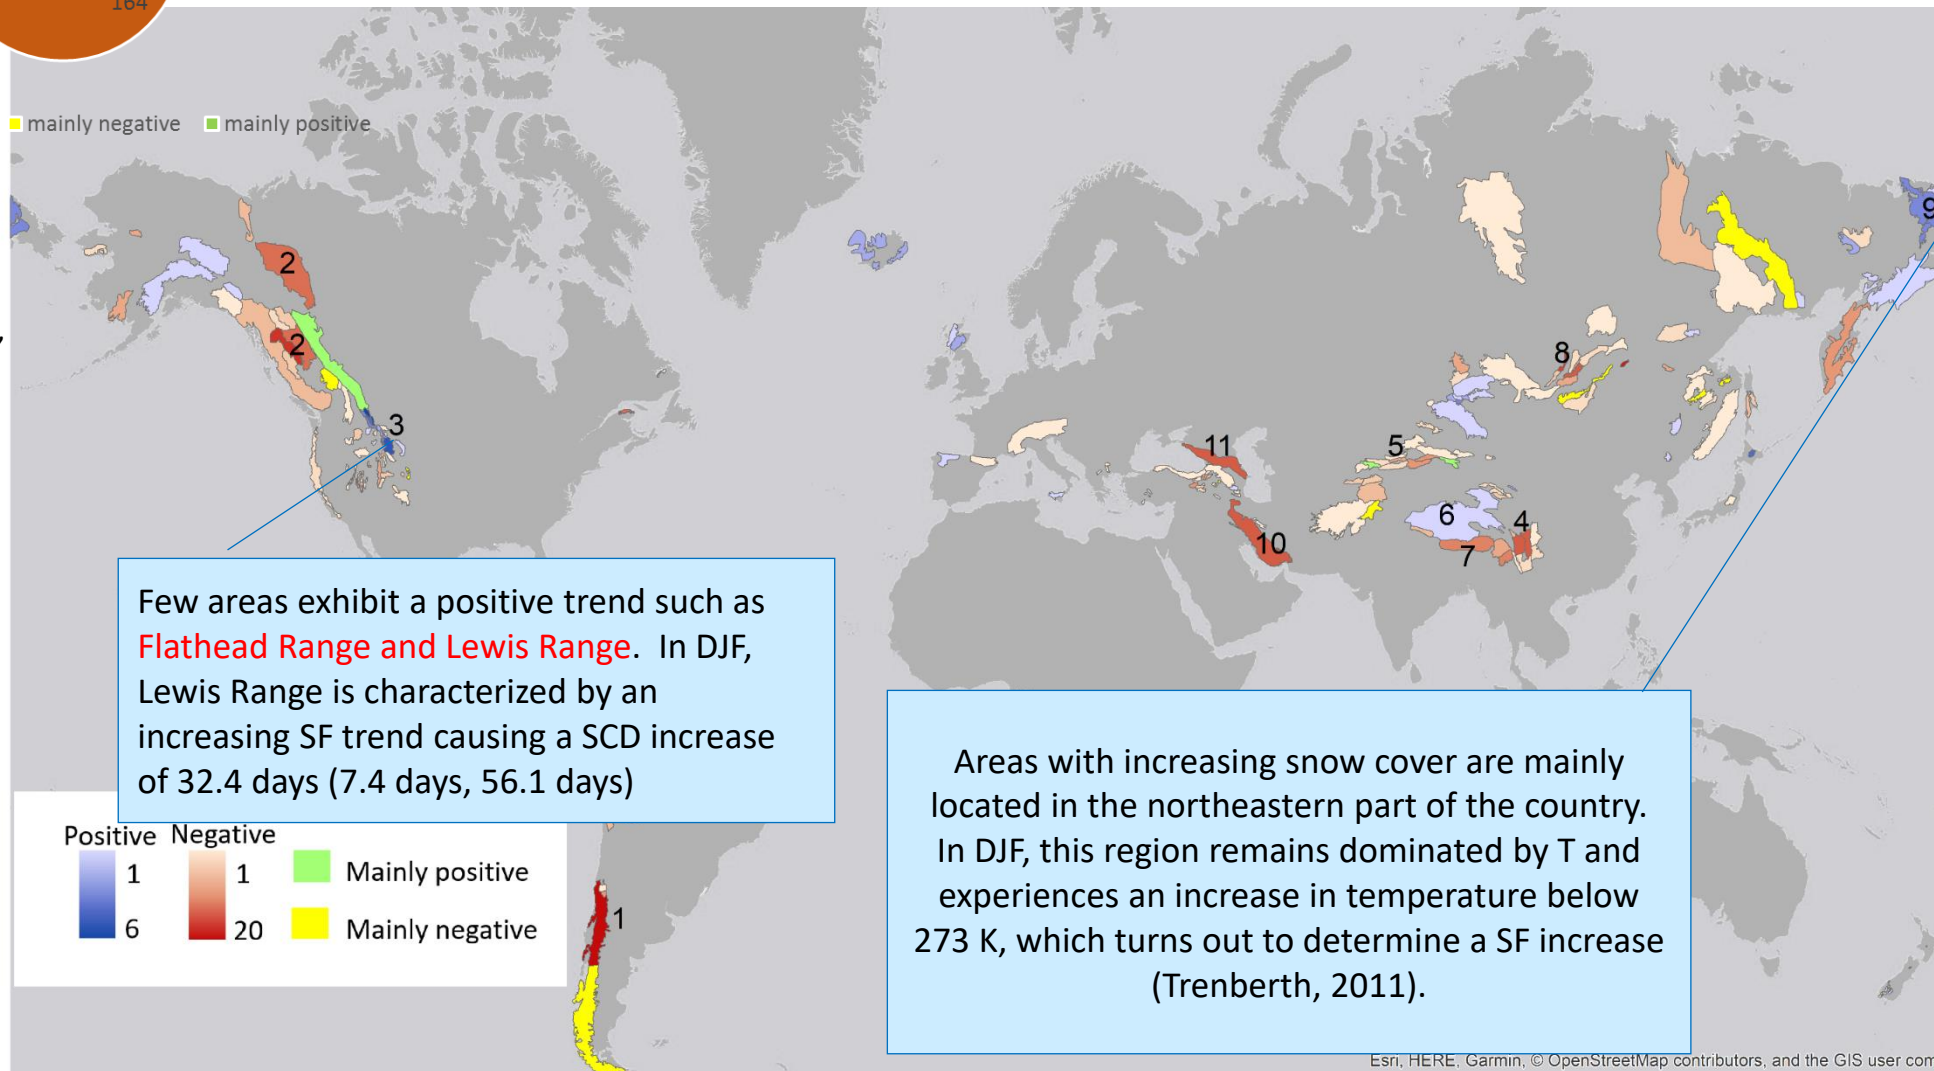 164
mainly negative mainly positive
9
2
2
8
3
5
11
6
4
10
7
Few areas exhibit a positive trend such as
Flathead Range and Lewis Range. In DJF,
Lewis Range is characterized by an
increasing SF trend causing a SCD increase
of 32.4 days (7.4 days, 56.1 days)
Areas with increasing snow cover are mainly
located in the northeastern part of the country.
In DJF, this region remains dominated by T and
experiences an increase in temperature below
273 K, which turns out to determine a SF increase
(Trenberth, 2011).
Positive Negative
1 1 Mainly positive
6 20 Mainly negative
1
Esri, HERE, Garmin, © OpenStreetMap contributors, and the GIS user com